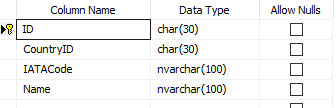 Column Name Data Type Allow Nulls
ID char(30)
CountryID char(30)
IATACode nvarchar(100)
Name nvarchar(100)